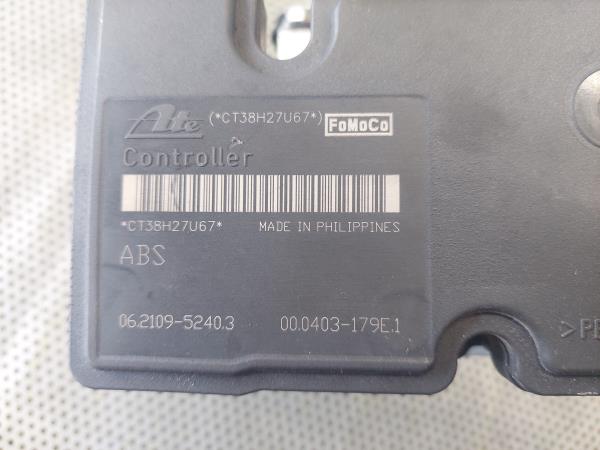 Ate (*CT38H27U67*) FoMoCo
Controller
*CT38H27U67* MADE IN PHILIPPINES
ABS
06.2109-5240.3 00.0403-179E.1